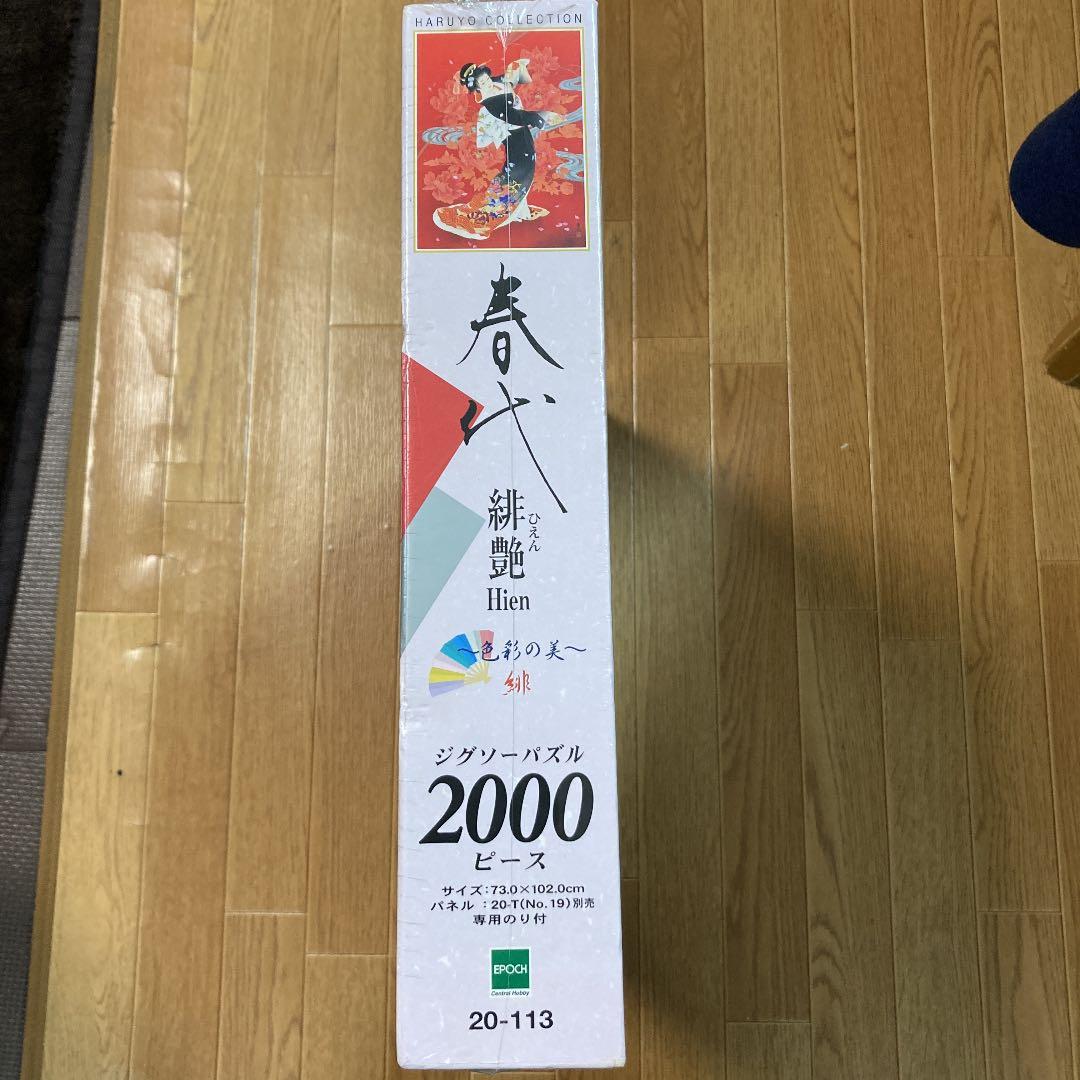 HARUYO COLLECTION
春代
緋艶
ひえん
Hien
〜色彩の美〜
緋
ジグソーパズル
2000
ピース
サイズ:73.0×102.0cm
パネル :20-T(No.19)別売
専用のり付
EPOCH
Central Hobby
20-113